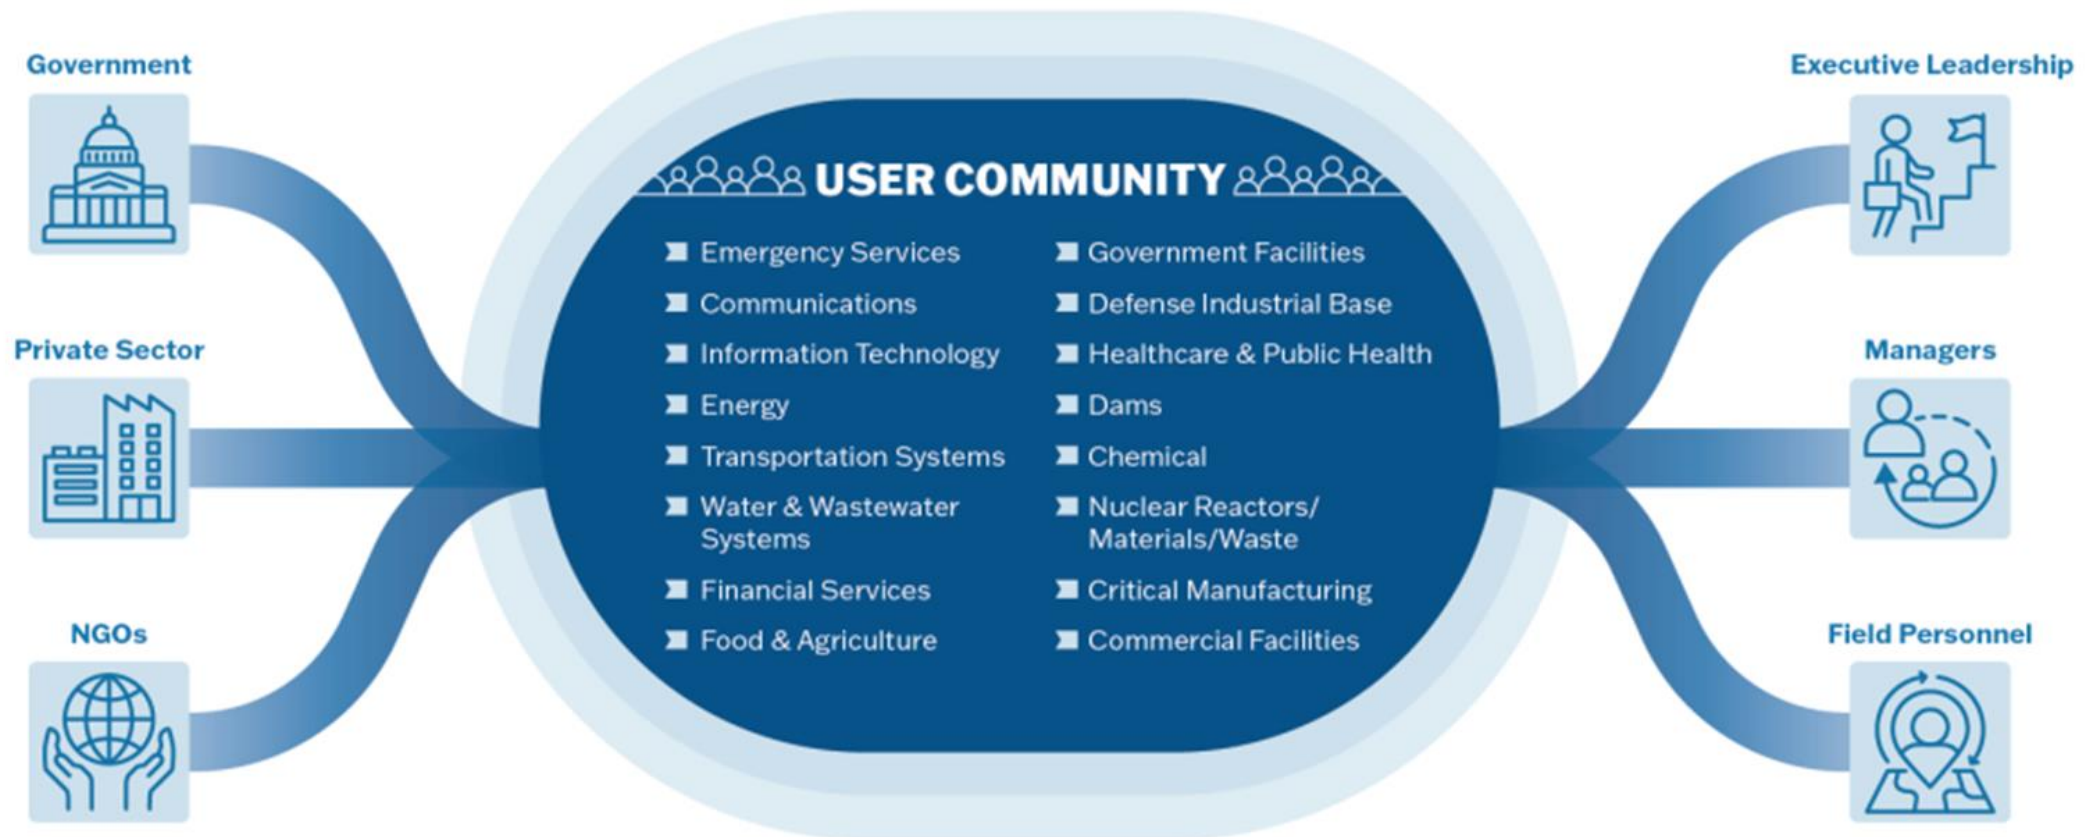 Government
Private Sector
NGOs
USER COMMUNITY
Emergency Services
Communications
Information Technology
Energy
Transportation Systems
Water & Wastewater
Systems
Financial Services
Food & Agriculture
Government Facilities
Defense Industrial Base
Healthcare & Public Health
Dams
Chemical
Nuclear Reactors/
Materials/Waste
Critical Manufacturing
Commercial Facilities
Executive Leadership
Managers
Field Personnel